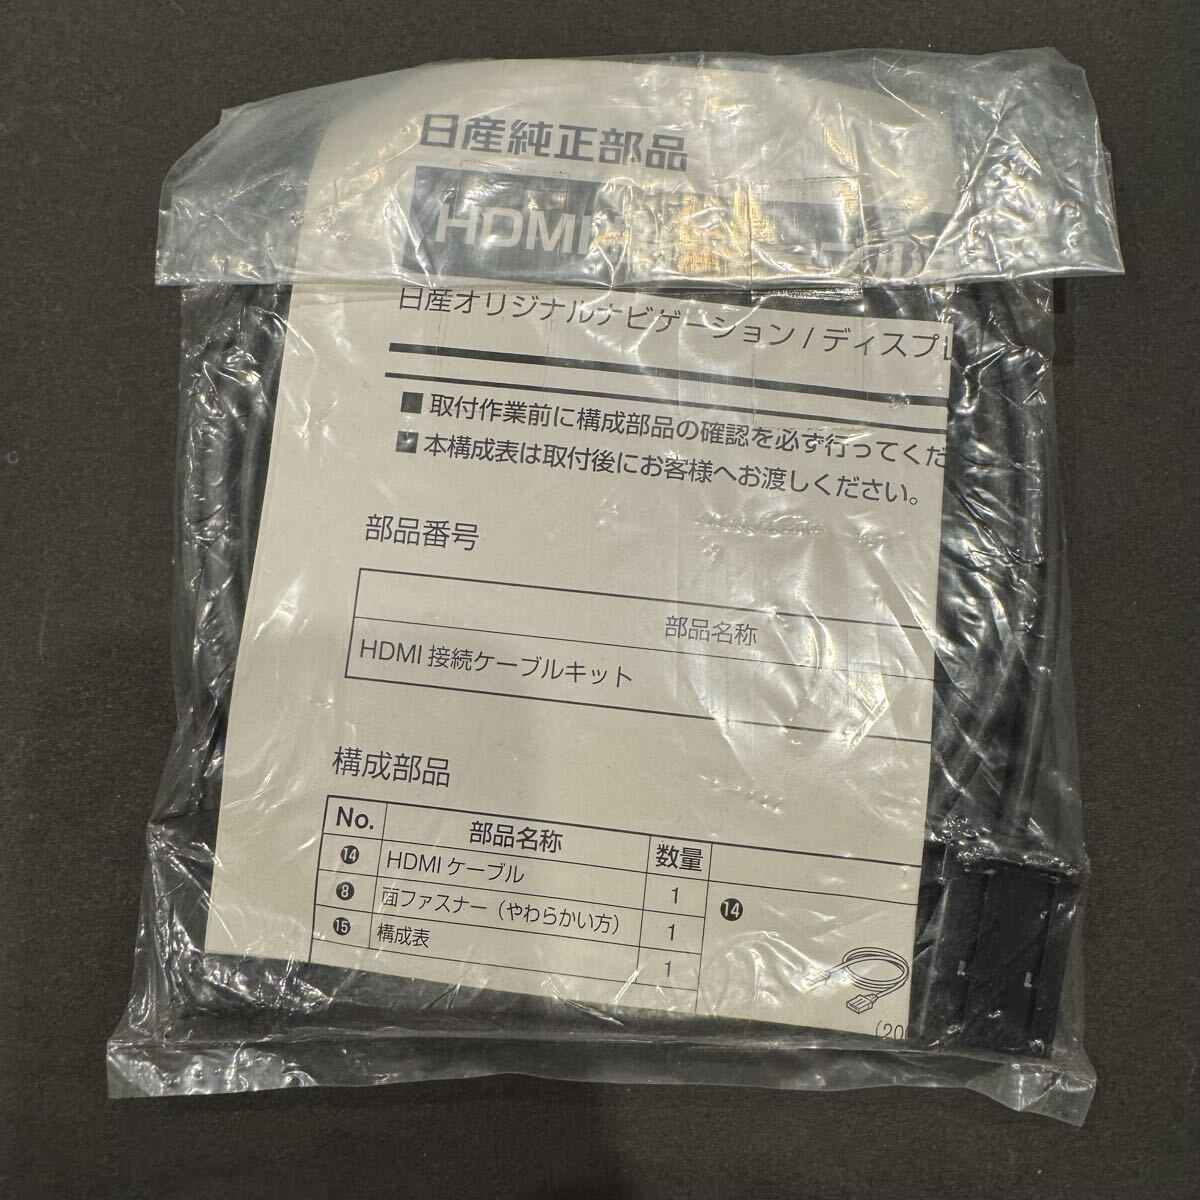 日産純正部品
HDMI
日産オリジナルナビゲーション / ディスプレ
■ 取付作業前に構成部品の確認を必ず行ってくだ
■ 本構成表は取付後にお客様へお渡しください。
部品番号
部品名称
HDMI 接続ケーブルキット
構成部品
No. 部品名称 数量
⓮ HDMI ケーブル 1
❽ 面ファスナー（やわらかい方） 1
⓯ 構成表 1
⓮
(20